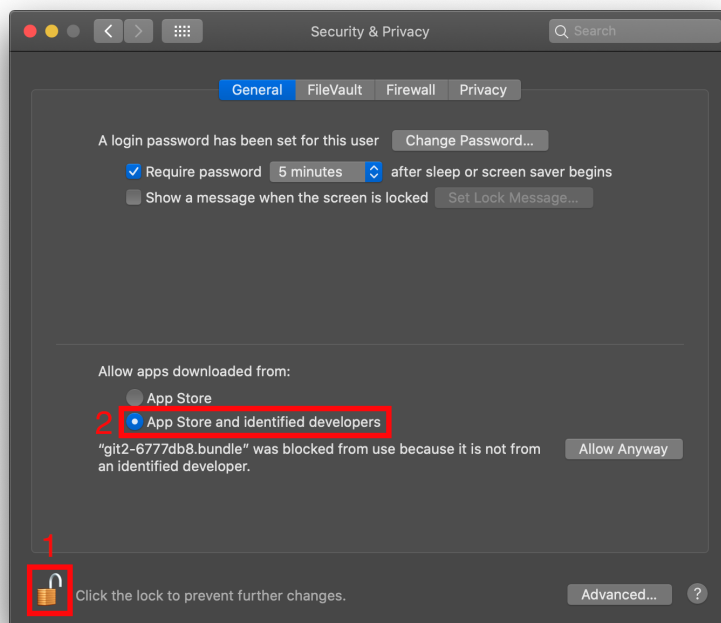 Security & Privacy
Search
General FileVault Firewall Privacy
A login password has been set for this user Change Password...
Require password 5 minutes after sleep or screen saver begins
Show a message when the screen is locked Set Lock Message...
Allow apps downloaded from:
App Store
2 App Store and identified developers
“git2-6777db8.bundle” was blocked from use because it is not from Allow Anyway
an identified developer.
1
Click the lock to prevent further changes. Advanced... ?